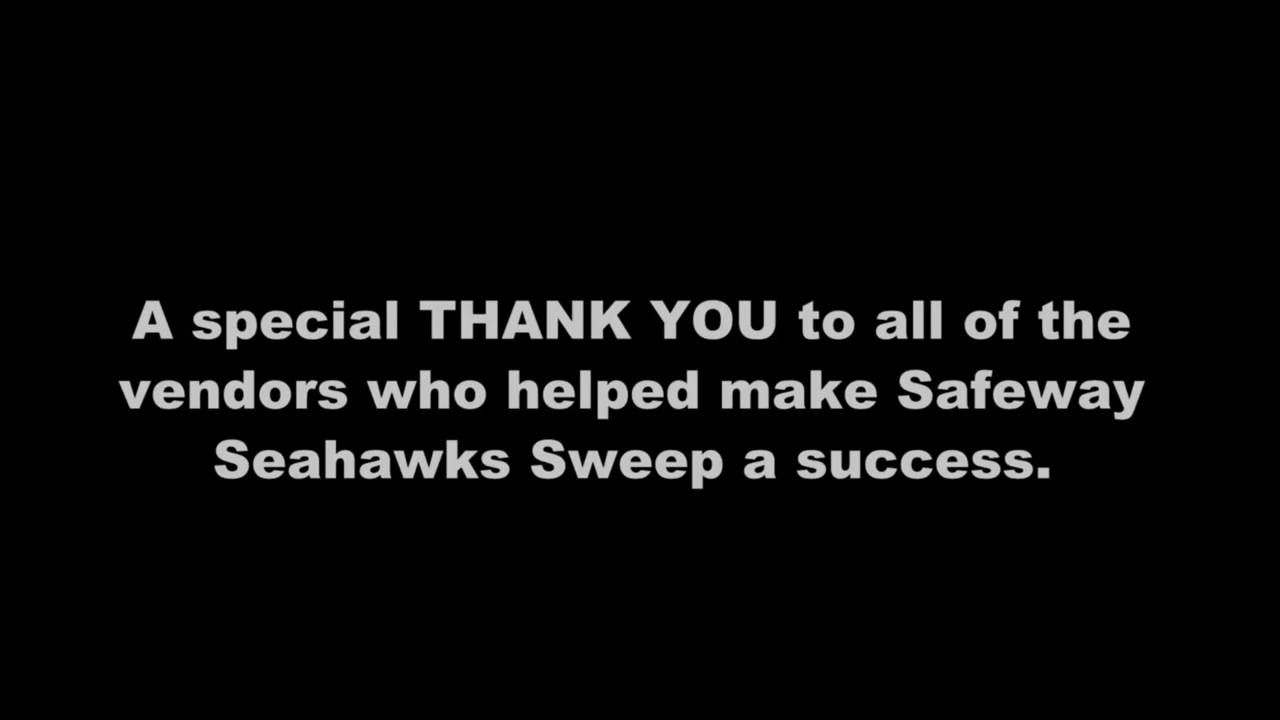 A special THANK YOU to all of the
vendors who helped make Safeway
Seahawks Sweep a success.